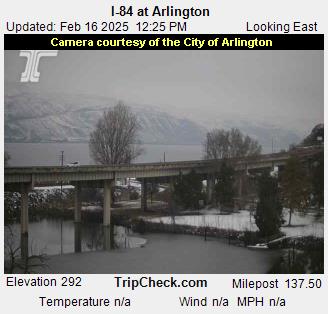 I-84 at Arlington
Updated: Feb 16 2025 12:25 PM Looking East
Camera courtesy of the City of Arlington
Elevation 292 TripCheck.com Milepost 137.50
Temperature n/a Wind n/a MPH n/a